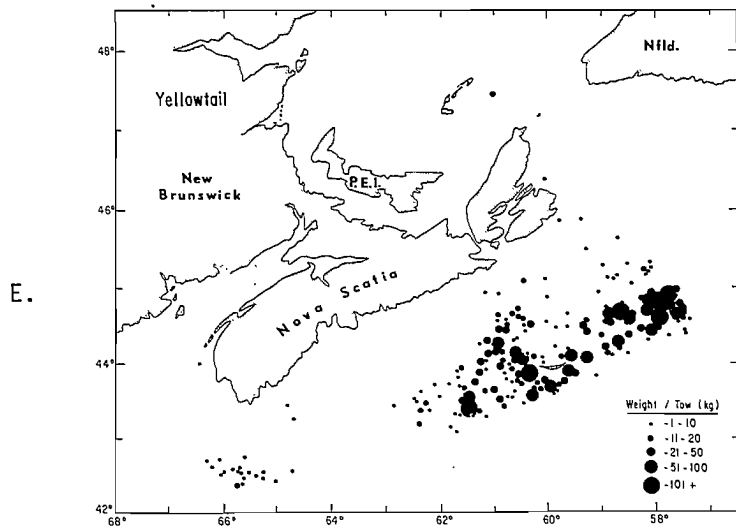 48°
Nfld.
Yellowtail
New
Brunswick
P.E.I.
46°
E.
Nova Scotia
44°
Weight / Tow (kg)
-1 - 10
-11 - 20
-21 - 50
-51 - 100
-101 +
42°
68° 66° 64° 62° 60° 58°